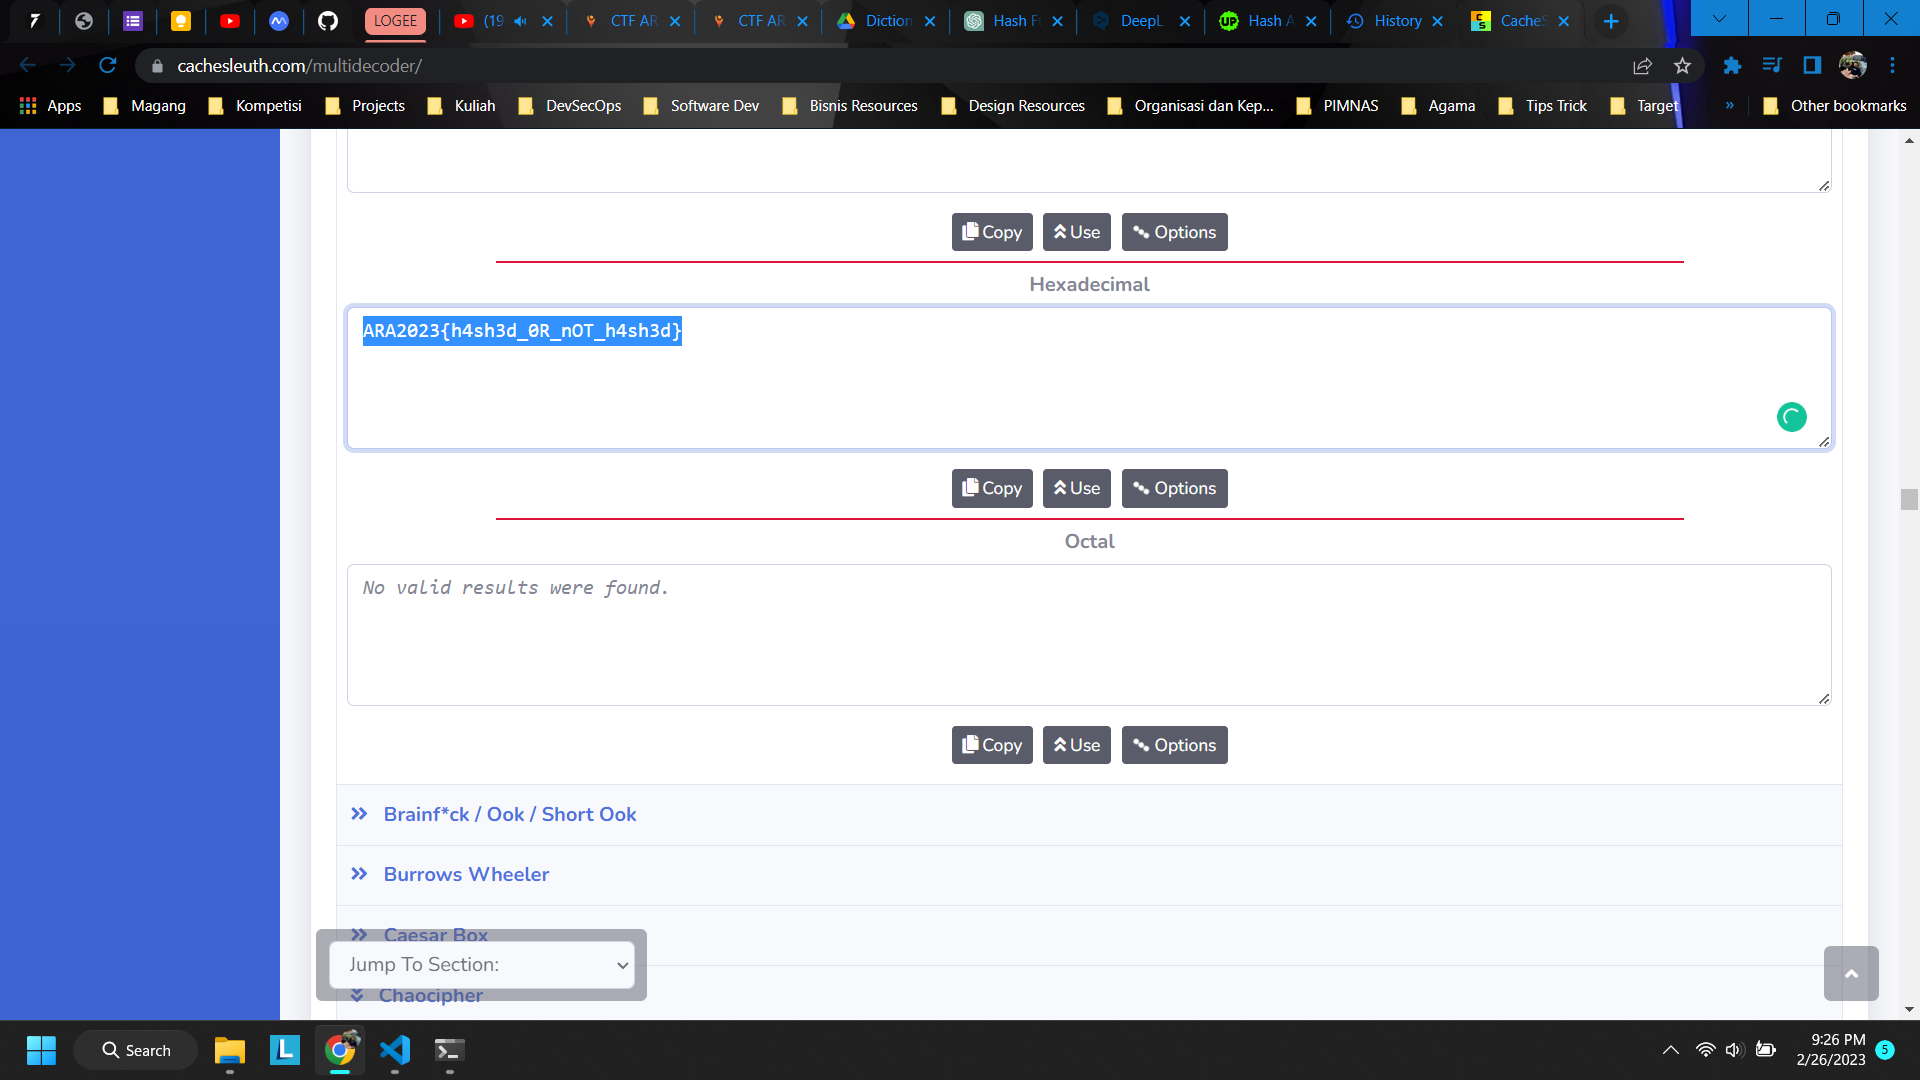 LOGEE
(19
CTF AR
CTF AR
Diction
Hash Fu
DeepL
Hash A
History
CacheS
cachesleuth.com/multidecoder/
Apps
Magang
Kompetisi
Projects
Kuliah
DevSecOps
Software Dev
Bisnis Resources
Design Resources
Organisasi dan Kep...
PIMNAS
Agama
Tips Trick
Target
»
Other bookmarks
Copy
Use
Options
Hexadecimal
ARA2023{h4sh3d_0R_nOT_h4sh3d}
Copy
Use
Options
Octal
No valid results were found.
Copy
Use
Options
Brainf*ck / Ook / Short Ook
Burrows Wheeler
Caesar Box
Jump To Section:
Chaocipher
Search
9:26 PM
2/26/2023
5